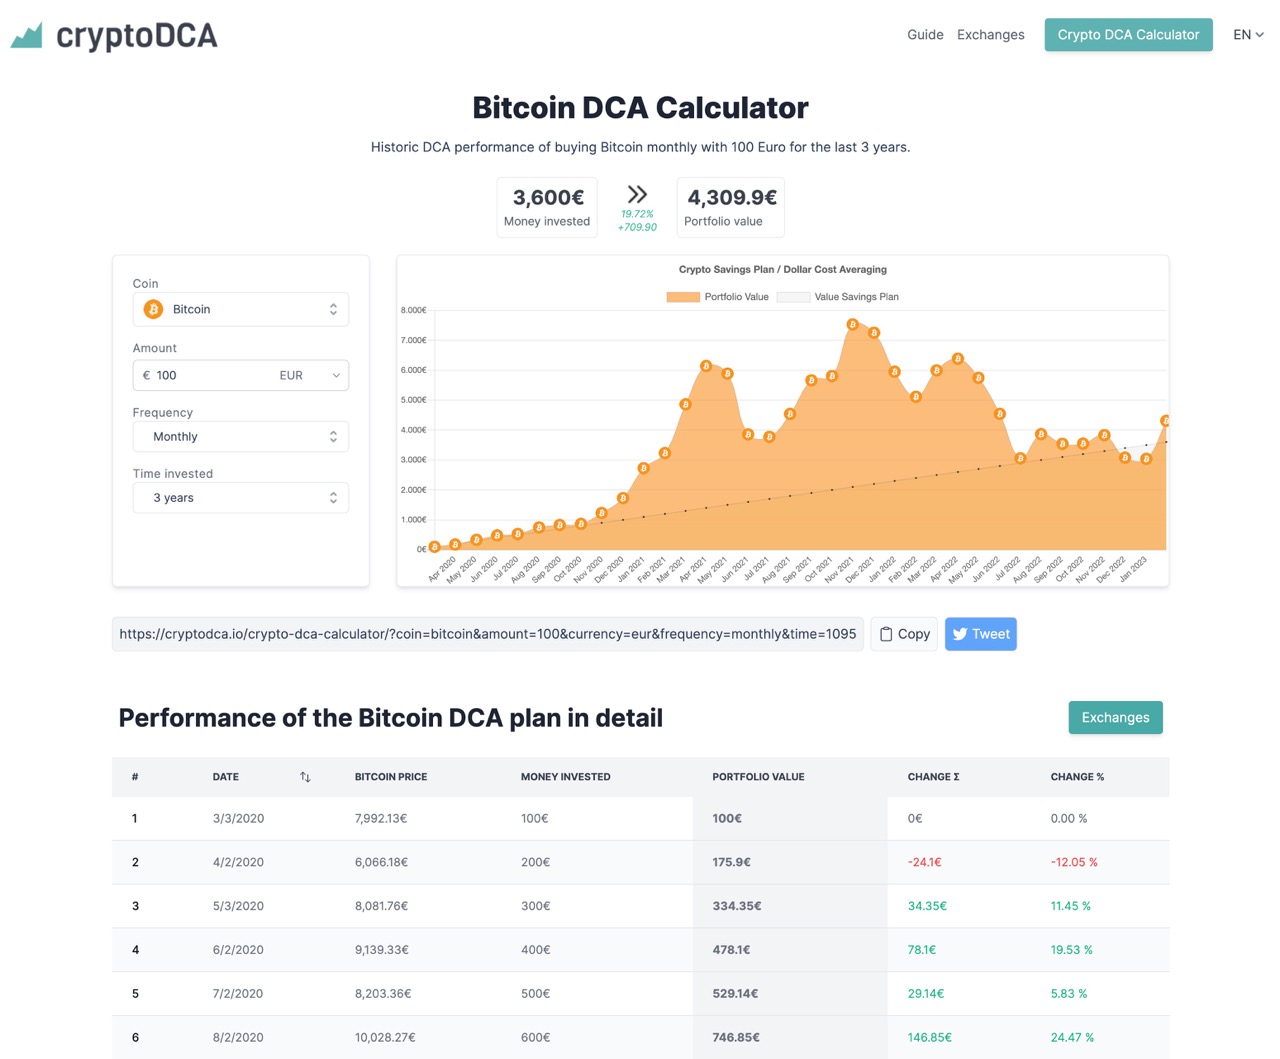 cryptoDCA
Guide Exchanges Crypto DCA Calculator EN
Bitcoin DCA Calculator
Historic DCA performance of buying Bitcoin monthly with 100 Euro for the last 3 years.
3,600€ 4,309.9€
19.72%
Money invested +709.90 Portfolio value
Coin
Bitcoin
Amount
€ 100 EUR
Frequency
Monthly
Time invested
3 years
Crypto Savings Plan / Dollar Cost Averaging
Portfolio Value Value Savings Plan
8.000€
7.000€
6.000€
5.000€
4.000€
3.000€
2.000€
1.000€
0€
Apr 2020 May 2020 Jun 2020 Jul 2020 Aug 2020 Sep 2020 Oct 2020 Nov 2020 Dec 2020 Jan 2021 Feb 2021 Mar 2021 Apr 2021 May 2021 Jun 2021 Jul 2021 Aug 2021 Sep 2021 Oct 2021 Nov 2021 Dec 2021 Jan 2022 Feb 2022 Mar 2022 Apr 2022 May 2022 Jun 2022 Jul 2022 Aug 2022 Sep 2022 Oct 2022 Nov 2022 Dec 2022 Jan 2023
https://cryptodca.io/crypto-dca-calculator/?coin=bitcoin&amount=100&currency=eur&frequency=monthly&time=1095 Copy Tweet
Performance of the Bitcoin DCA plan in detail Exchanges
# DATE BITCOIN PRICE MONEY INVESTED PORTFOLIO VALUE CHANGE Σ CHANGE %
1 3/3/2020 7,992.13€ 100€ 100€ 0€ 0.00 %
2 4/2/2020 6,066.18€ 200€ 175.9€ -24.1€ -12.05 %
3 5/3/2020 8,081.76€ 300€ 334.35€ 34.35€ 11.45 %
4 6/2/2020 9,139.33€ 400€ 478.1€ 78.1€ 19.53 %
5 7/2/2020 8,203.36€ 500€ 529.14€ 29.14€ 5.83 %
6 8/2/2020 10,028.27€ 600€ 746.85€ 146.85€ 24.47 %